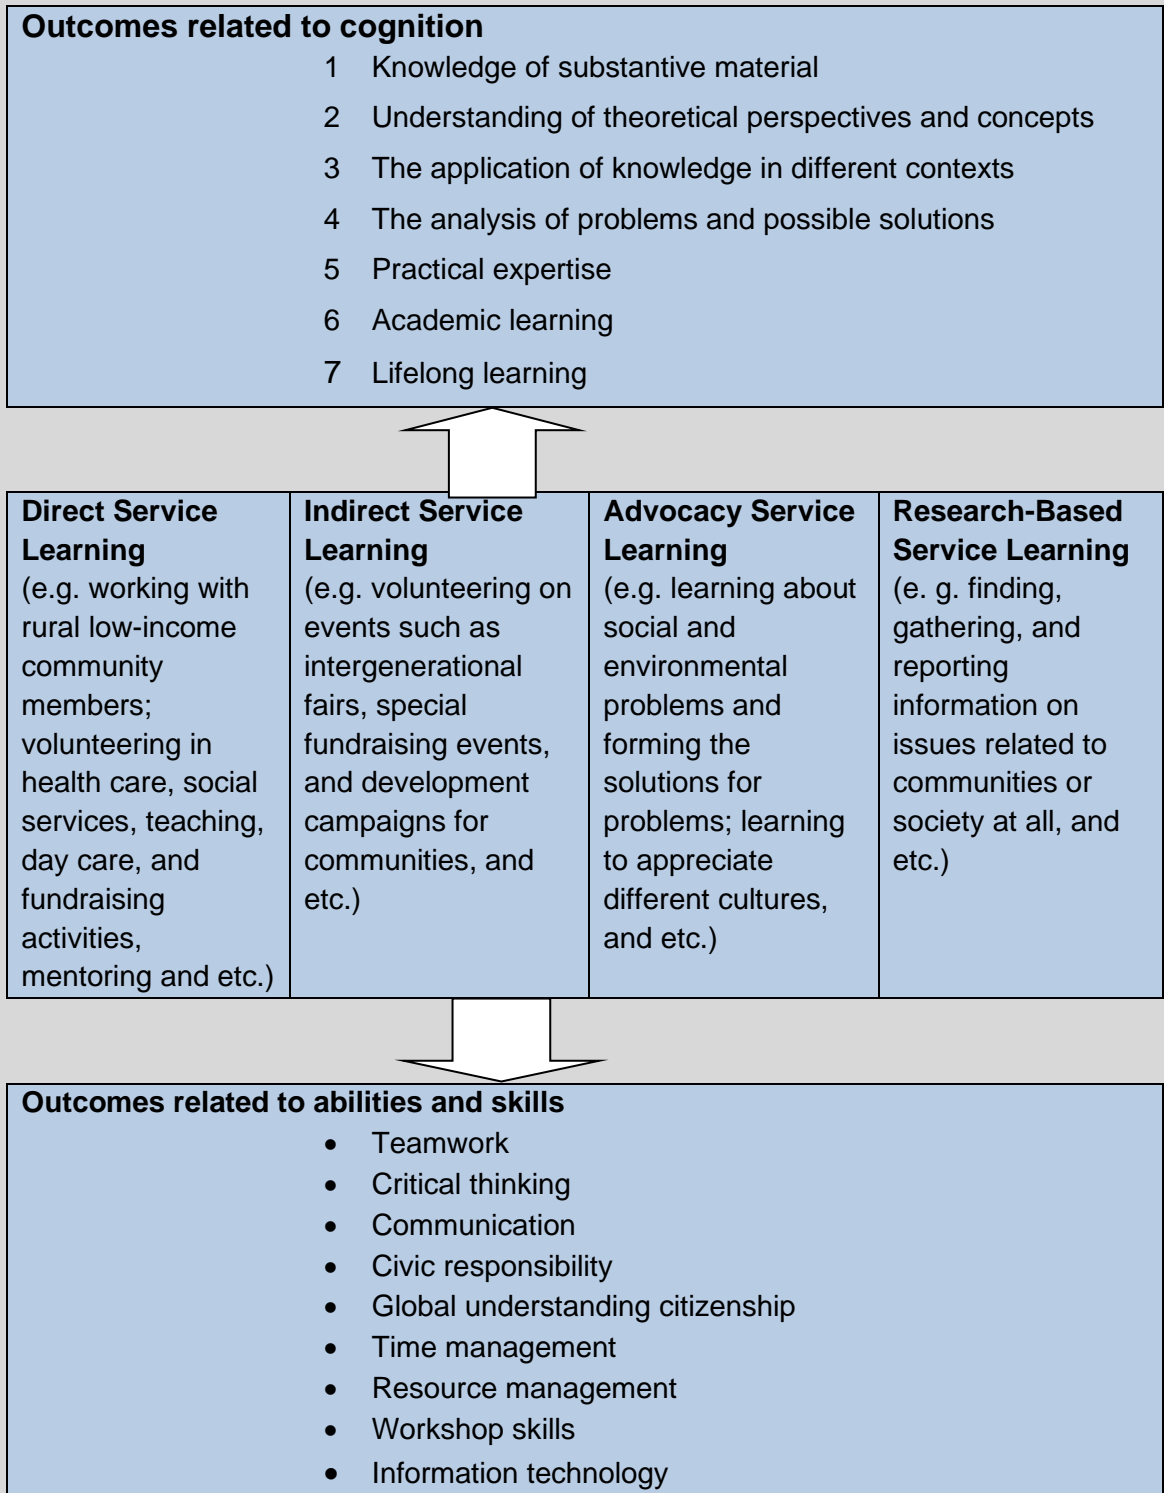 Outcomes related to cognition
1 Knowledge of substantive material
2 Understanding of theoretical perspectives and concepts
3 The application of knowledge in different contexts
4 The analysis of problems and possible solutions
5 Practical expertise
6 Academic learning
7 Lifelong learning
Direct Service
Learning
(e.g. working with
rural low-income
community
members;
volunteering in
health care, social
services, teaching,
day care, and
fundraising
activities,
mentoring and etc.)
Indirect Service
Learning
(e.g. volunteering on
events such as
intergenerational
fairs, special
fundraising events,
and development
campaigns for
communities, and
etc.)
Advocacy Service
Learning
(e.g. learning about
social and
environmental
problems and
forming the
solutions for
problems; learning
to appreciate
different cultures,
and etc.)
Research-Based
Service Learning
(e. g. finding,
gathering, and
reporting
information on
issues related to
communities or
society at all, and
etc.)
Outcomes related to abilities and skills
• Teamwork
• Critical thinking
• Communication
• Civic responsibility
• Global understanding citizenship
• Time management
• Resource management
• Workshop skills
• Information technology